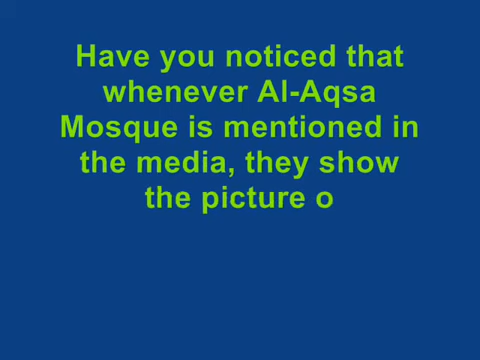 Have you noticed that
whenever Al-Aqsa
Mosque is mentioned in
the media, they show
the picture o